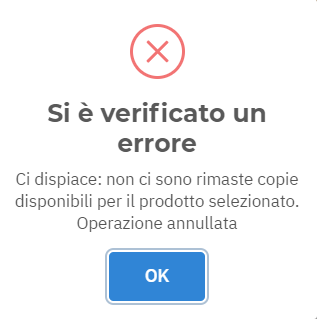 Si è verificato un
errore
Ci dispiace: non ci sono rimaste copie
disponibili per il prodotto selezionato.
Operazione annullata
OK